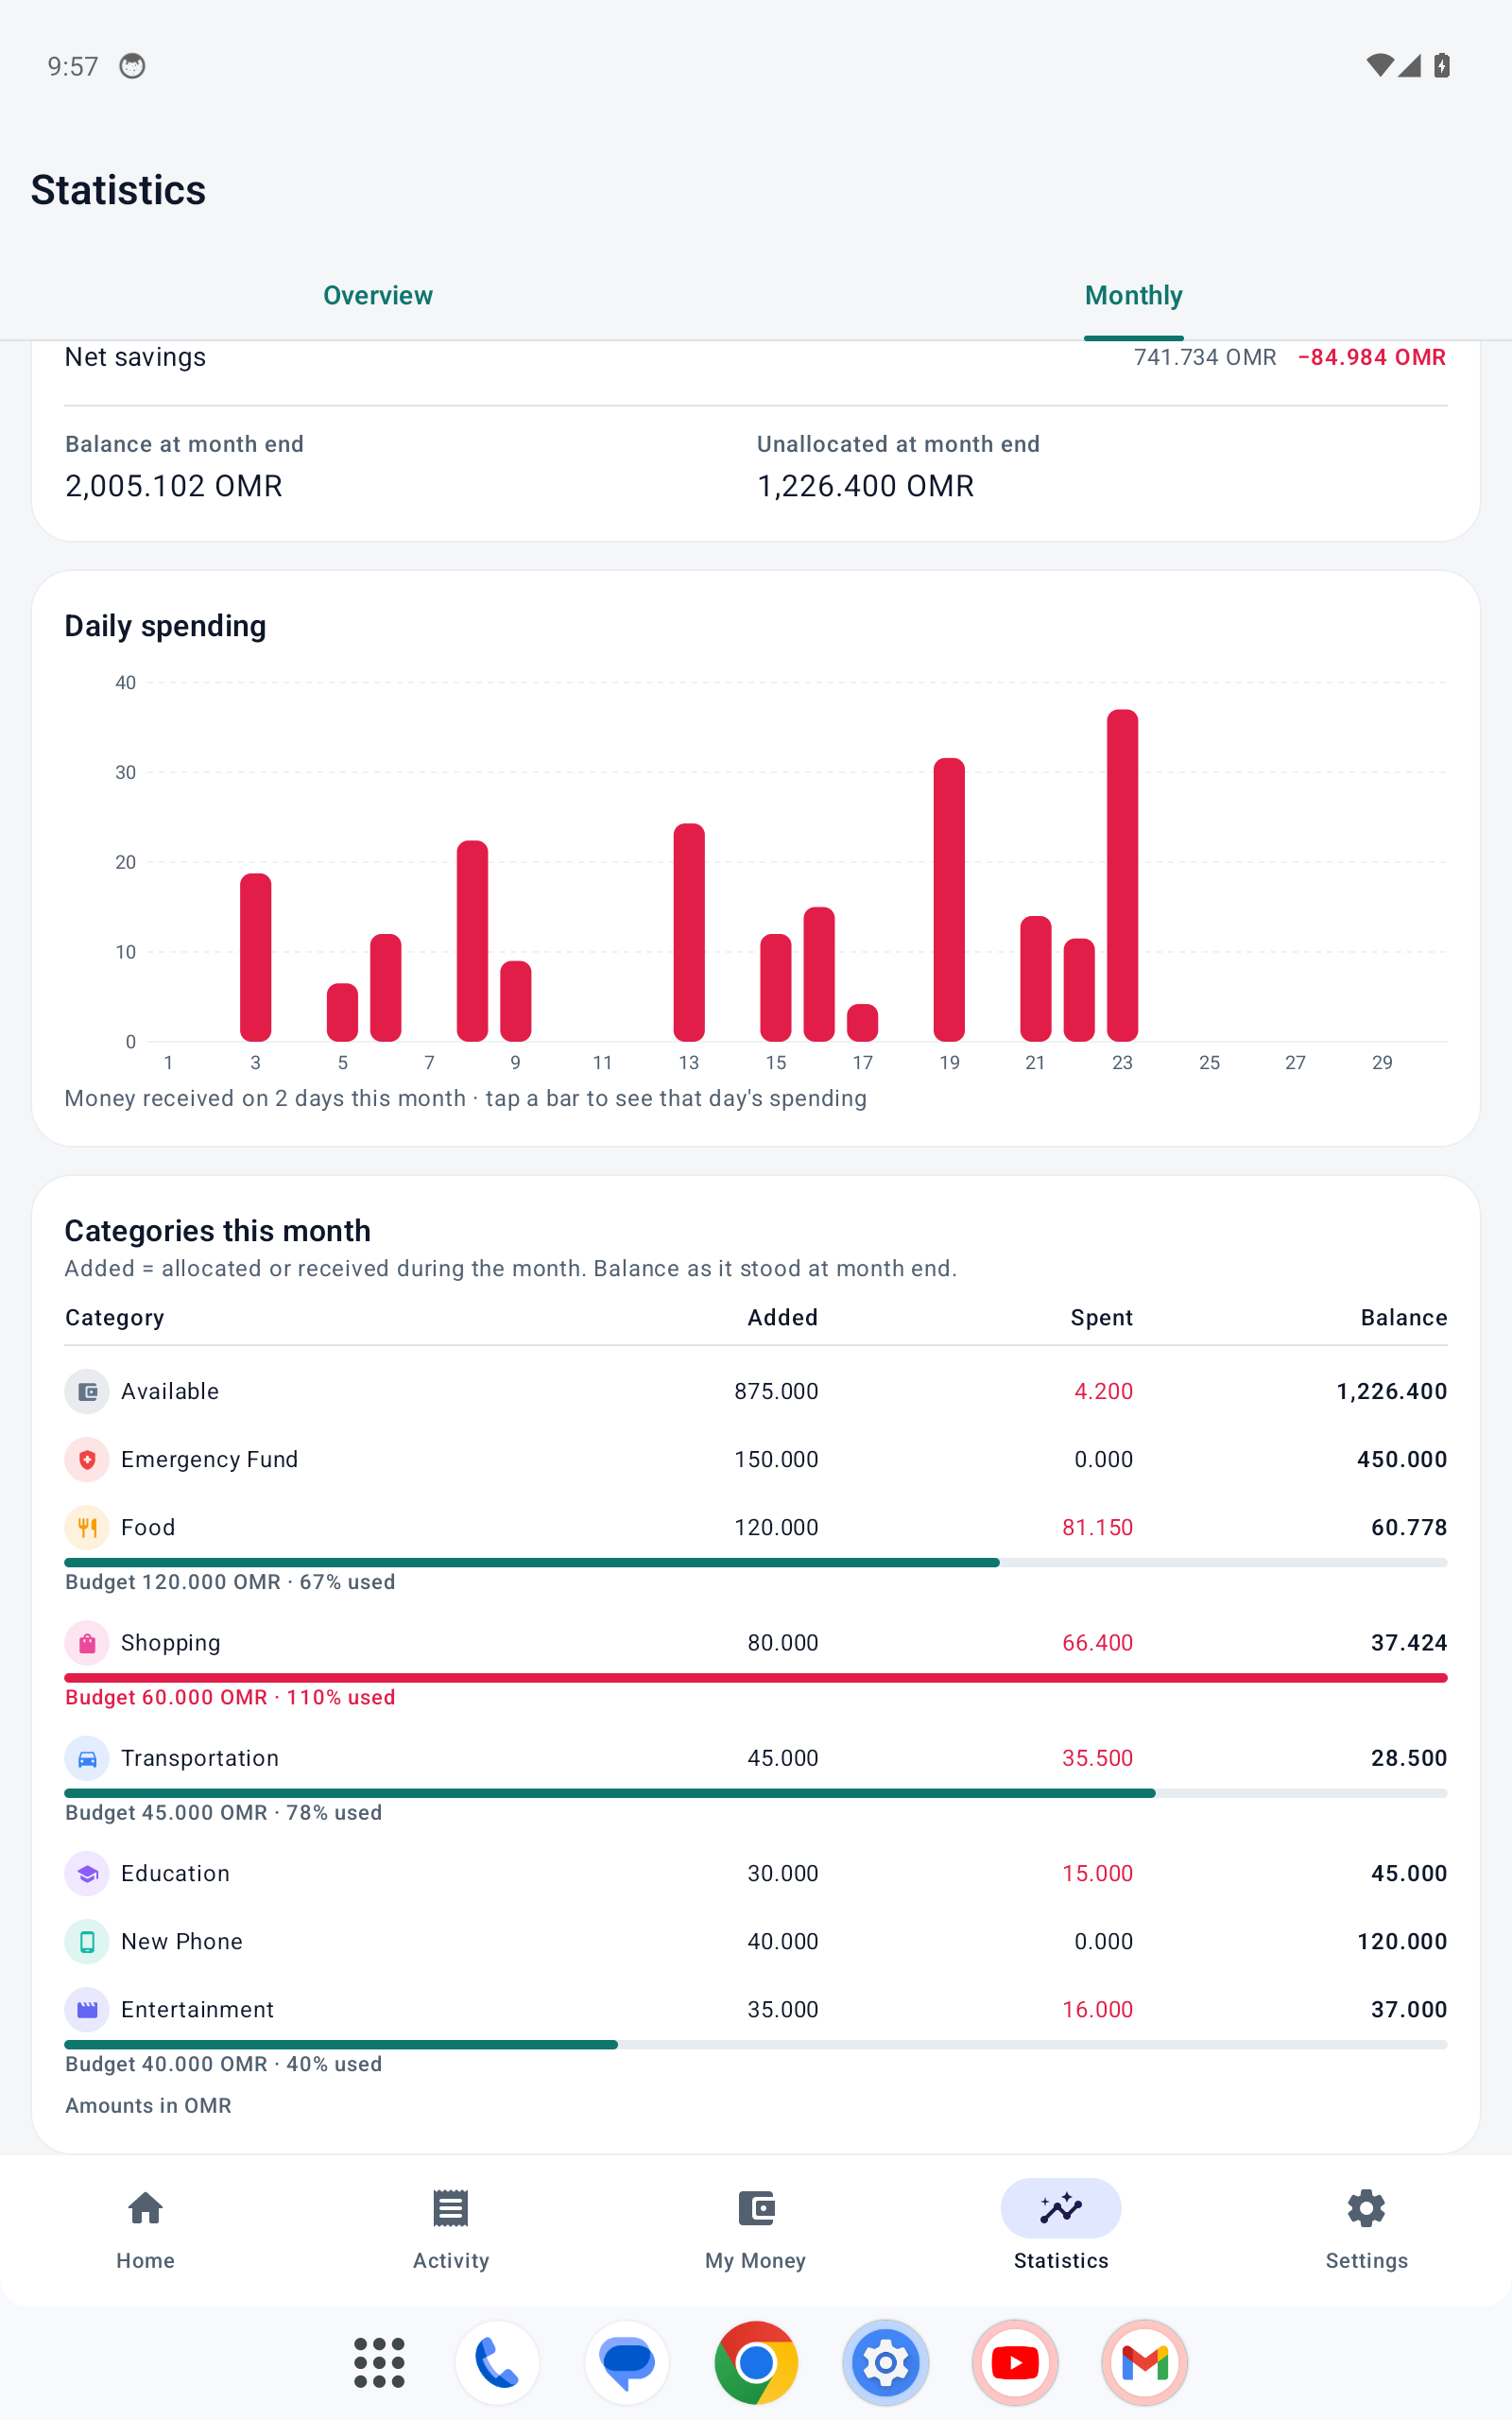 9:57
Statistics
Overview Monthly
Net savings 741.734 OMR −84.984 OMR
Balance at month end Unallocated at month end
2,005.102 OMR 1,226.400 OMR
Daily spending
40
30
20
10
0
1 3 5 7 9 11 13 15 17 19 21 23 25 27 29
Money received on 2 days this month · tap a bar to see that day's spending
Categories this month
Added = allocated or received during the month. Balance as it stood at month end.
Category Added Spent Balance
Available 875.000 4.200 1,226.400
Emergency Fund 150.000 0.000 450.000
Food 120.000 81.150 60.778
Budget 120.000 OMR · 67% used
Shopping 80.000 66.400 37.424
Budget 60.000 OMR · 110% used
Transportation 45.000 35.500 28.500
Budget 45.000 OMR · 78% used
Education 30.000 15.000 45.000
New Phone 40.000 0.000 120.000
Entertainment 35.000 16.000 37.000
Budget 40.000 OMR · 40% used
Amounts in OMR
Home Activity My Money Statistics Settings